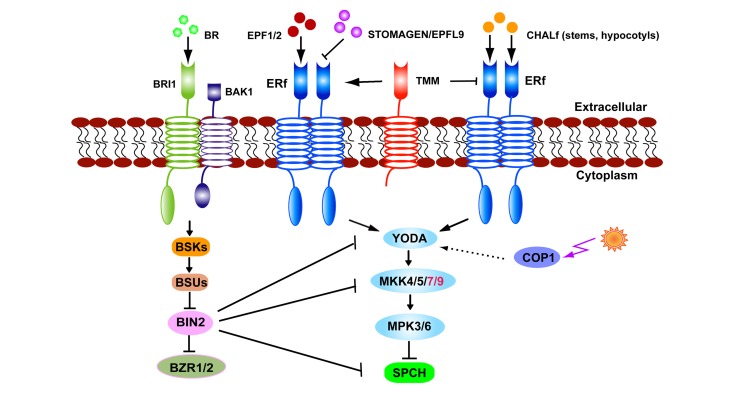 BR
EPF1/2
STOMAGEN/EPFL9
CHALf (stems, hypocotyls)
BRI1
BAK1
ERf
TMM
ERf
Extracellular
Cytoplasm
BSKs
YODA
COP1
BSUs
MKK4/5/7/9
BIN2
MPK3/6
BZR1/2
SPCH